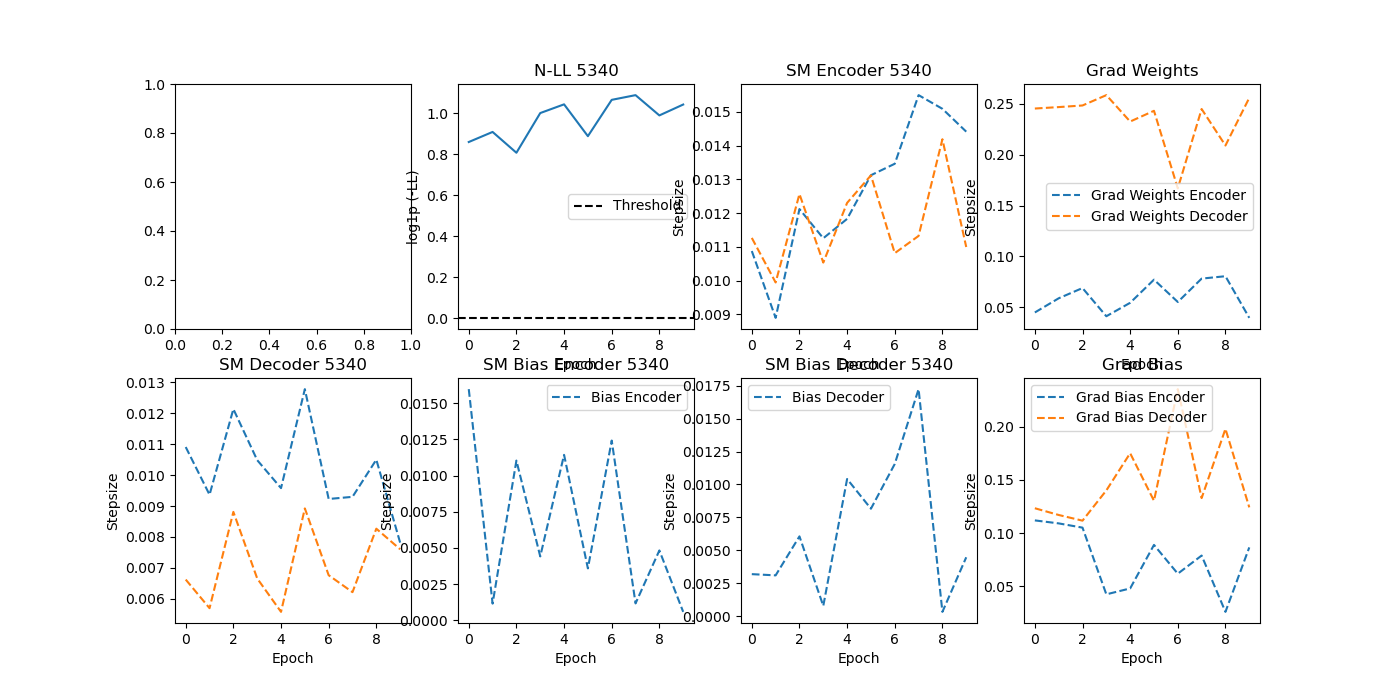 N-LL 5340
SM Encoder 5340
Grad Weights
1.0
0.8
0.6
0.4
0.2
0.0
0.0 0.2 0.4 0.6 0.8 1.0
log1p (-LL)
1.0
0.8
0.6
0.4
0.2
0.0
Threshold
0 2 4 6 8
Epoch
Stepsize
0.015
0.014
0.013
0.012
0.011
0.010
0.009
0 2 4 6 8
Epoch
Stepsize
0.25
0.20
0.15
0.10
0.05
Grad Weights Encoder
Grad Weights Decoder
0 2 4 6 8
Epoch
SM Decoder 5340
SM Bias Encoder 5340
SM Bias Decoder 5340
Grad Bias
Stepsize
0.013
0.012
0.011
0.010
0.009
0.008
0.007
0.006
0 2 4 6 8
Epoch
Stepsize
0.0150
0.0125
0.0100
0.0075
0.0050
0.0025
0.0000
Bias Encoder
0 2 4 6 8
Epoch
Stepsize
0.0175
0.0150
0.0125
0.0100
0.0075
0.0050
0.0025
0.0000
Bias Decoder
0 2 4 6 8
Epoch
Stepsize
0.20
0.15
0.10
0.05
Grad Bias Encoder
Grad Bias Decoder
0 2 4 6 8
Epoch